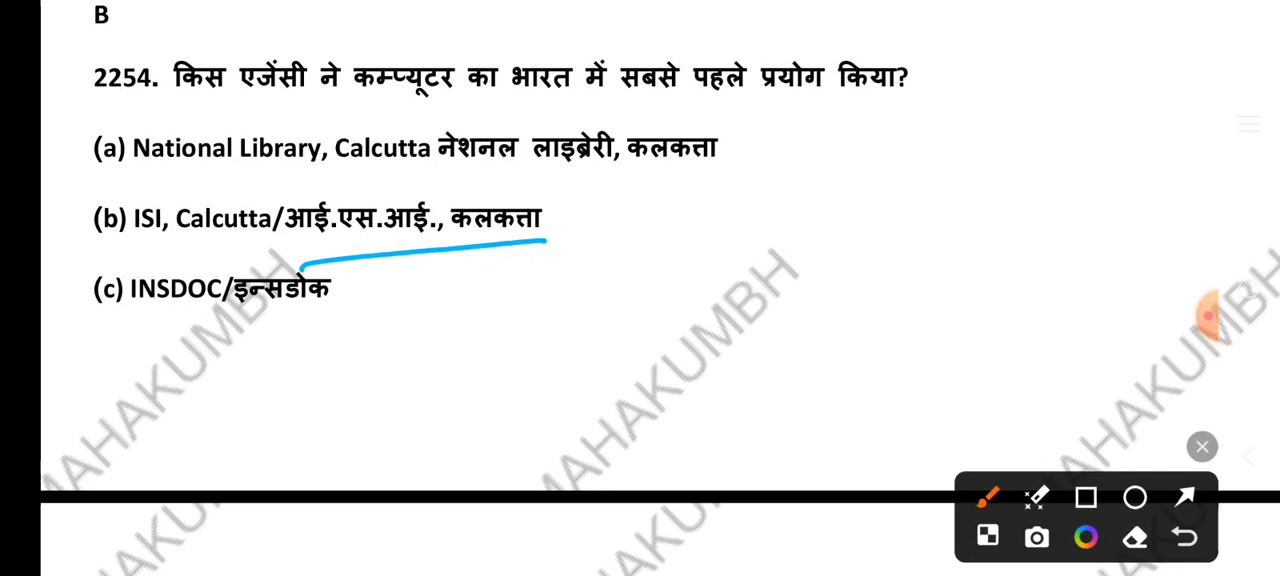 B
2254. किस एजेंसी ने कम्प्यूटर का भारत में सबसे पहले प्रयोग किया?
(a) National Library, Calcutta नेशनल लाइब्रेरी, कलकत्ता
(b) ISI, Calcutta/आई.एस.आई., कलकत्ता
(c) INSDOC/इन्सडोक
MAHAKUMBH
MAHAKUMBH
MAHAKUMBH